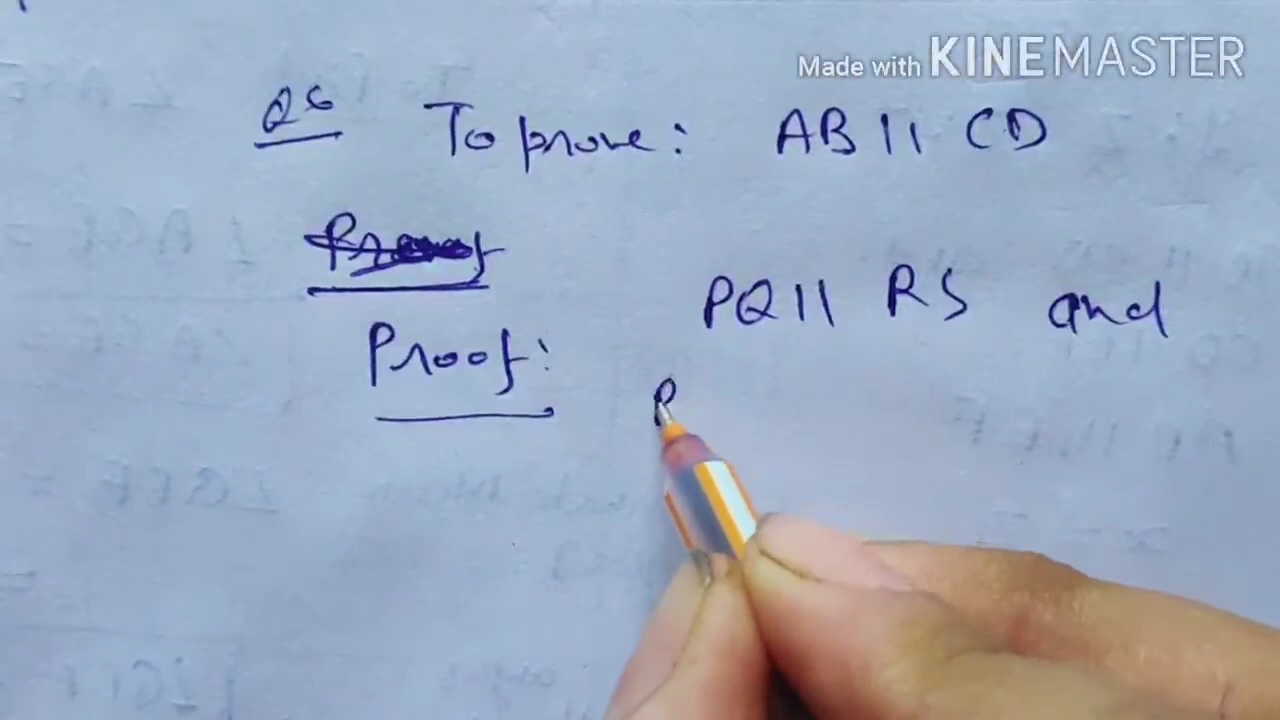 Made with KINEMASTER
Q6 To prove: AB || CD
PQ || RS and
Proof: